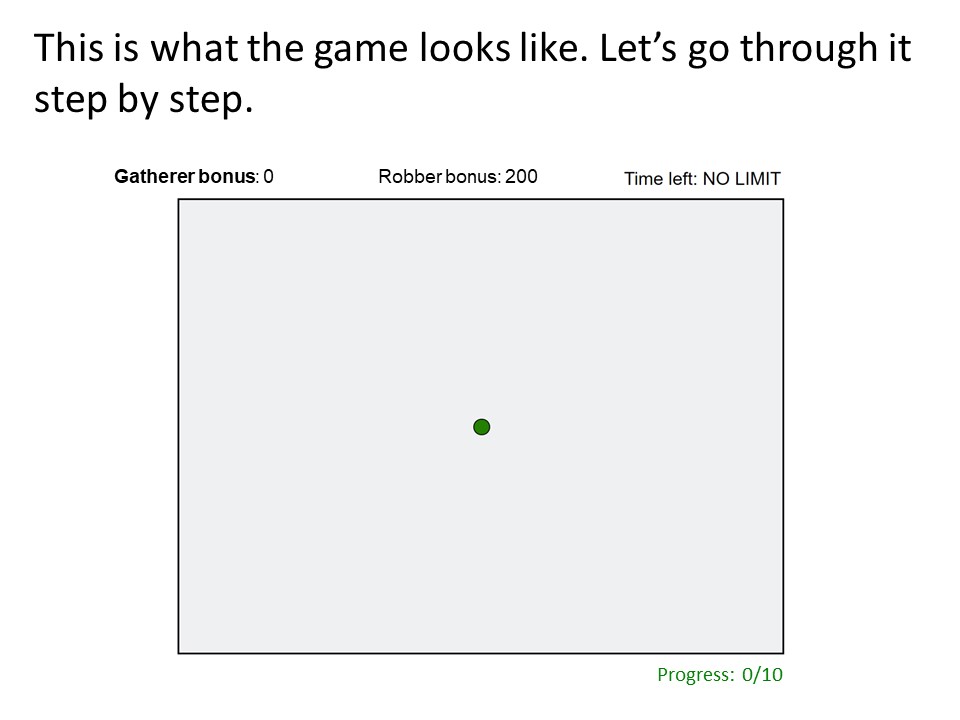 This is what the game looks like. Let’s go through it
step by step.
Gatherer bonus: 0 Robber bonus: 200 Time left: NO LIMIT
Progress: 0/10